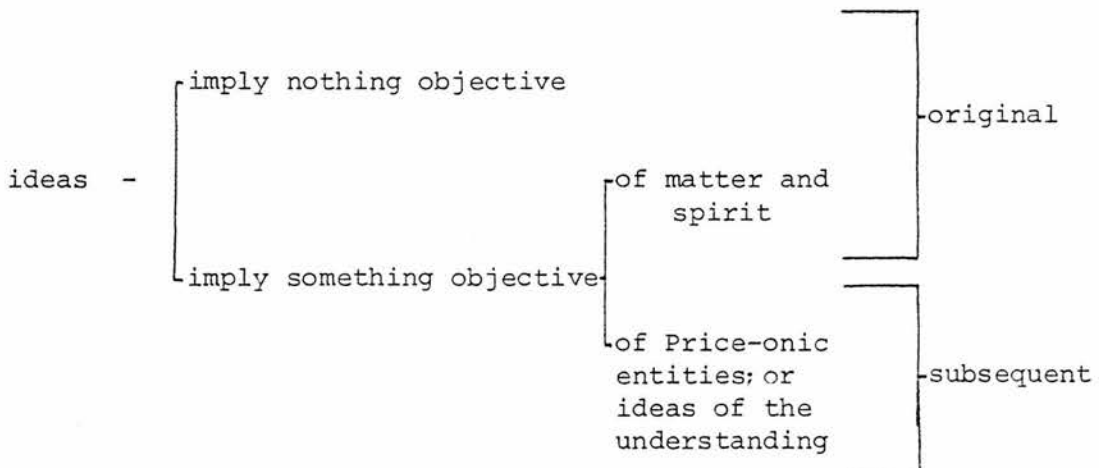 imply nothing objective
original
ideas -
of matter and
spirit
imply something objective
of Price-onic
entities; or
ideas of the
understanding
subsequent